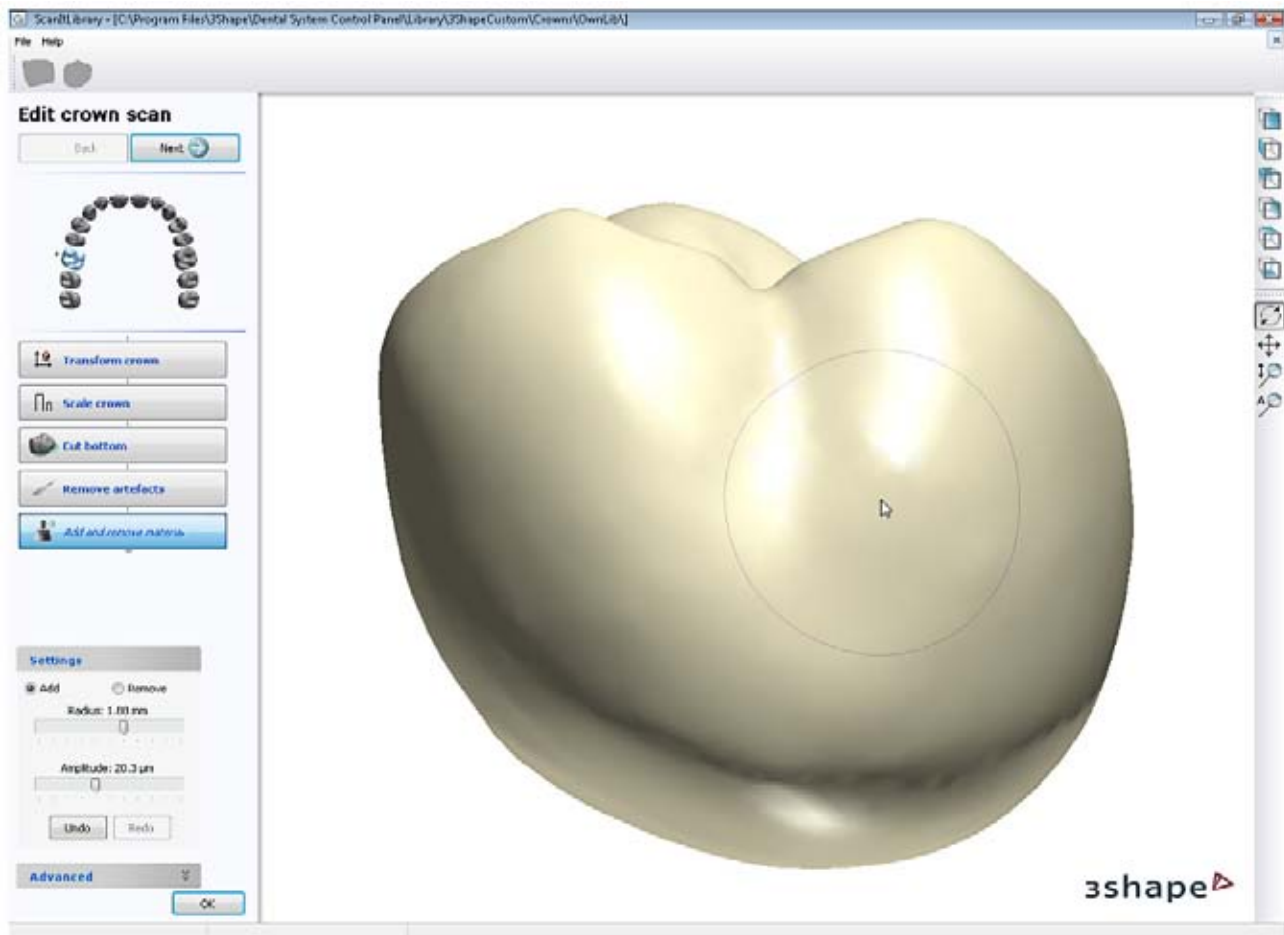 ScanItLibrary - [C:\Program Files\3Shape\Dental System Control Panel\Library\3ShapeCustom\Crowns\OwnLib\]
File Help
Edit crown scan
Back Next
Transform crown
Scale crown
Cut bottom
Remove artefacts
Add and remove material
Settings
Add Remove
Radius: 1.88 mm
Amplitude: 20.3 µm
Undo Redo
Advanced
OK
3shape